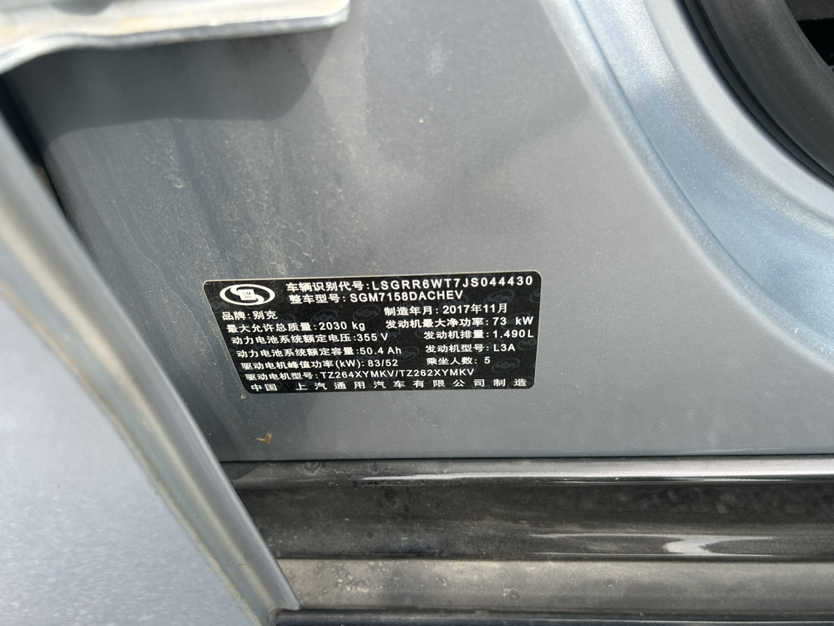 车辆识别代号:LSGRR6WT7JS044430
整车型号:SGM7158DACHEV
品牌:别克 制造年月:2017年11月
最大允许总质量:2030 kg 发动机最大净功率:73 kW
动力电池系统额定电压:355 V 发动机排量:1.490L
动力电池系统额定容量:50.4 Ah 发动机型号:L3A
驱动电机峰值功率(kW):83/52 乘坐人数:5
驱动电机型号:TZ264XYMKV/TZ262XYMKV
中国 上汽通用汽车有限公司制造